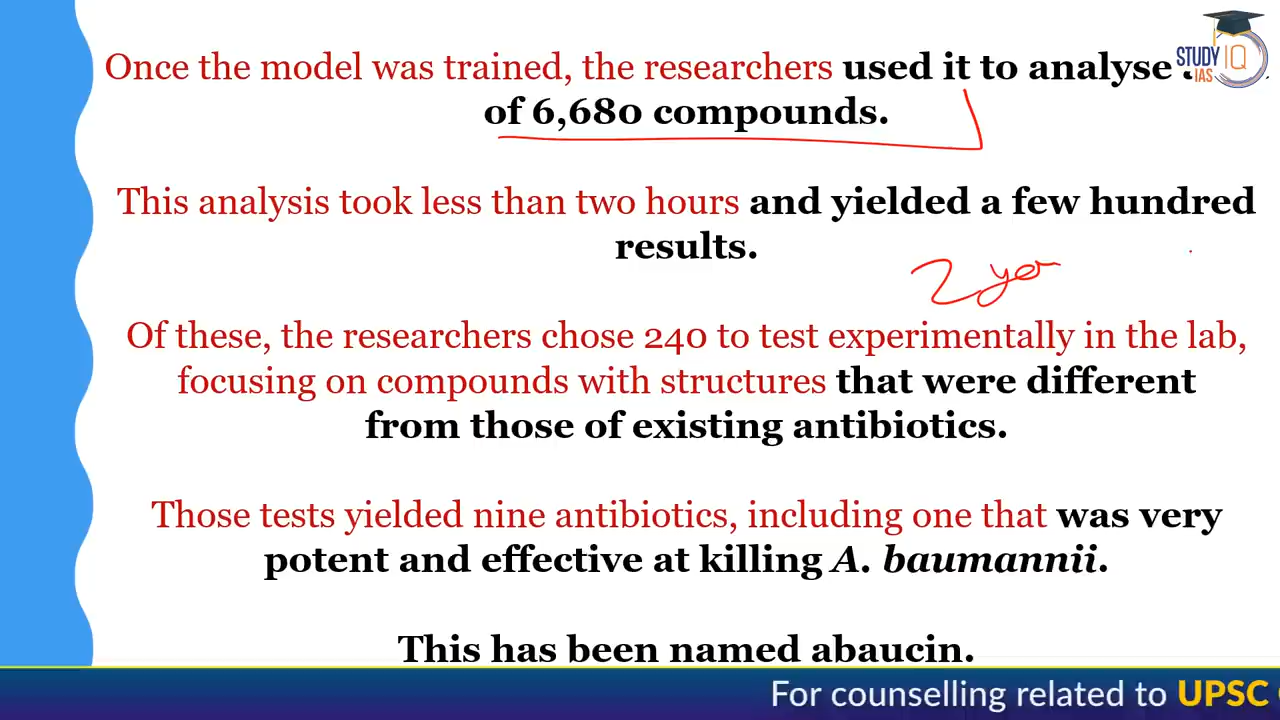 Once the model was trained, the researchers used it to analyse
of 6,680 compounds.
This analysis took less than two hours and yielded a few hundred
results.
2 yer
Of these, the researchers chose 240 to test experimentally in the lab,
focusing on compounds with structures that were different
from those of existing antibiotics.
Those tests yielded nine antibiotics, including one that was very
potent and effective at killing A. baumannii.
This has been named abaucin.
STUDY IQ
IAS
For counselling related to UPSC